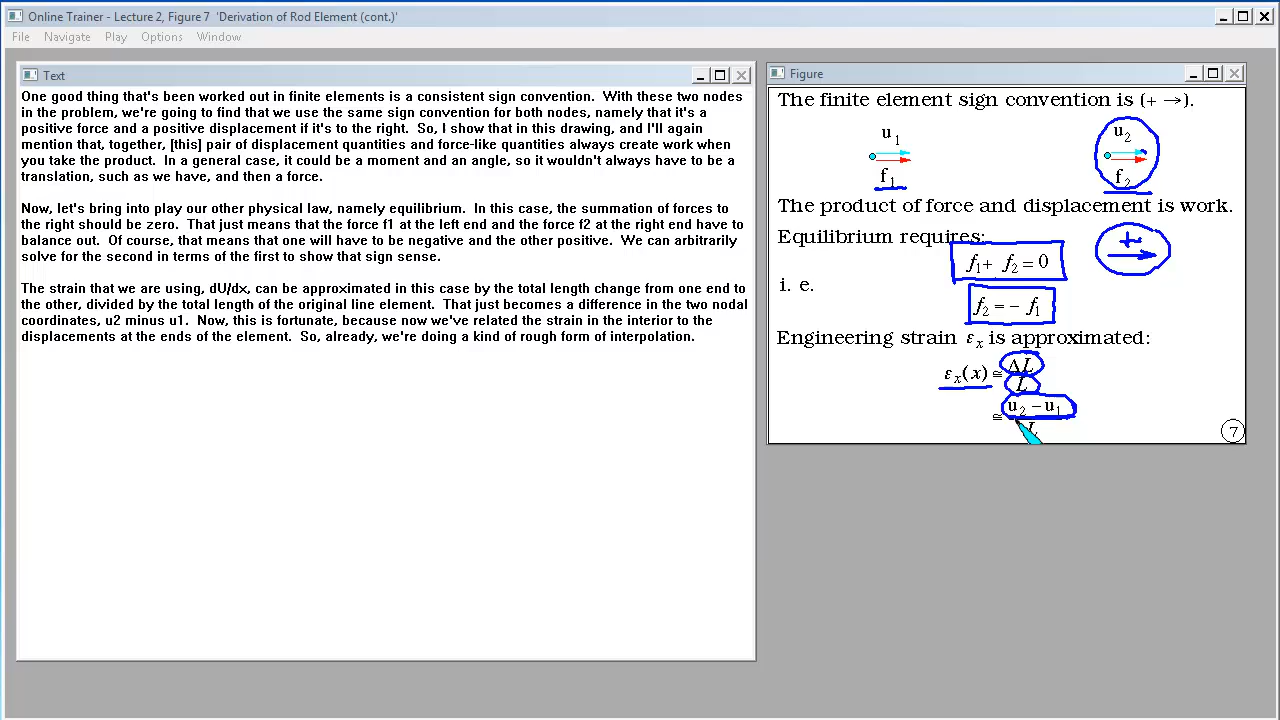 Online Trainer - Lecture 2, Figure 7 'Derivation of Rod Element (cont.)'
File Navigate Play Options Window
Text
One good thing that's been worked out in finite elements is a consistent sign convention. With these two nodes
in the problem, we're going to find that we use the same sign convention for both nodes, namely that it's a
positive force and a positive displacement if it's to the right. So, I show that in this drawing, and I'll again
mention that, together, [this] pair of displacement quantities and force-like quantities always create work when
you take the product. In a general case, it could be a moment and an angle, so it wouldn't always have to be a
translation, such as we have, and then a force.
Now, let's bring into play our other physical law, namely equilibrium. In this case, the summation of forces to
the right should be zero. That just means that the force f1 at the left end and the force f2 at the right end have to
balance out. Of course, that means that one will have to be negative and the other positive. We can arbitrarily
solve for the second in terms of the first to show that sign sense.
The strain that we are using, dU/dx, can be approximated in this case by the total length change from one end to
the other, divided by the total length of the original line element. That just becomes a difference in the two nodal
coordinates, u2 minus u1. Now, this is fortunate, because now we've related the strain in the interior to the
displacements at the ends of the element. So, already, we're doing a kind of rough form of interpolation.
Figure
The finite element sign convention is (+ →).
u₁ u₂
f₁ f₂
The product of force and displacement is work.
Equilibrium requires:
+
f₁+ f₂ = 0
i. e.
f₂ = − f₁
Engineering strain εₓ is approximated:
εₓ(x) ≅ ΔL
L
≅ u₂ − u₁
L
7